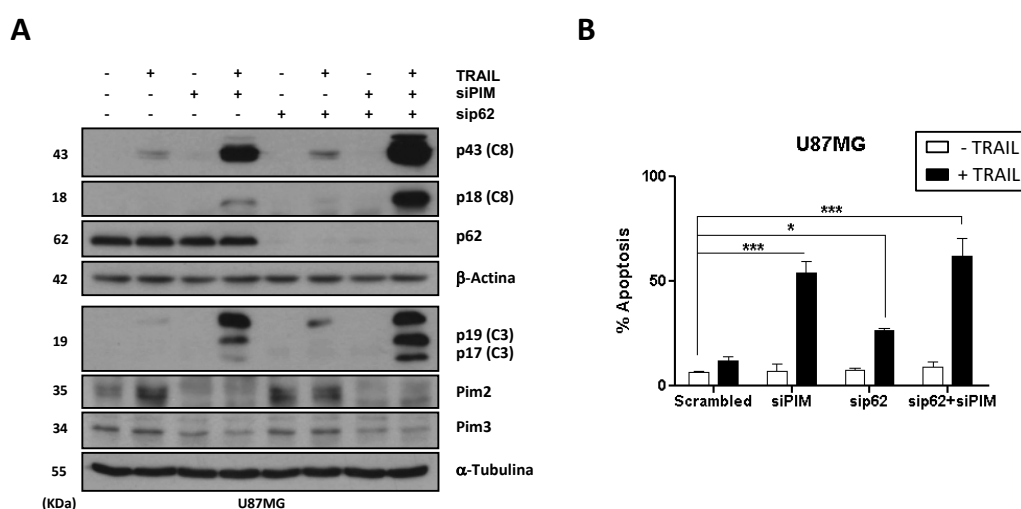 A
- + - + - + - + TRAIL
- - + + - - + + siPIM
- - - - + + + + sip62
43 p43 (C8)
18 p18 (C8)
62 p62
42 β-Actina
19 p19 (C3)
p17 (C3)
35 Pim2
34 Pim3
55 α-Tubulina
(KDa) U87MG
B
U87MG
- TRAIL
+ TRAIL
100
50
0
% Apoptosis
***
*
***
Scrambled siPIM sip62 sip62+siPIM